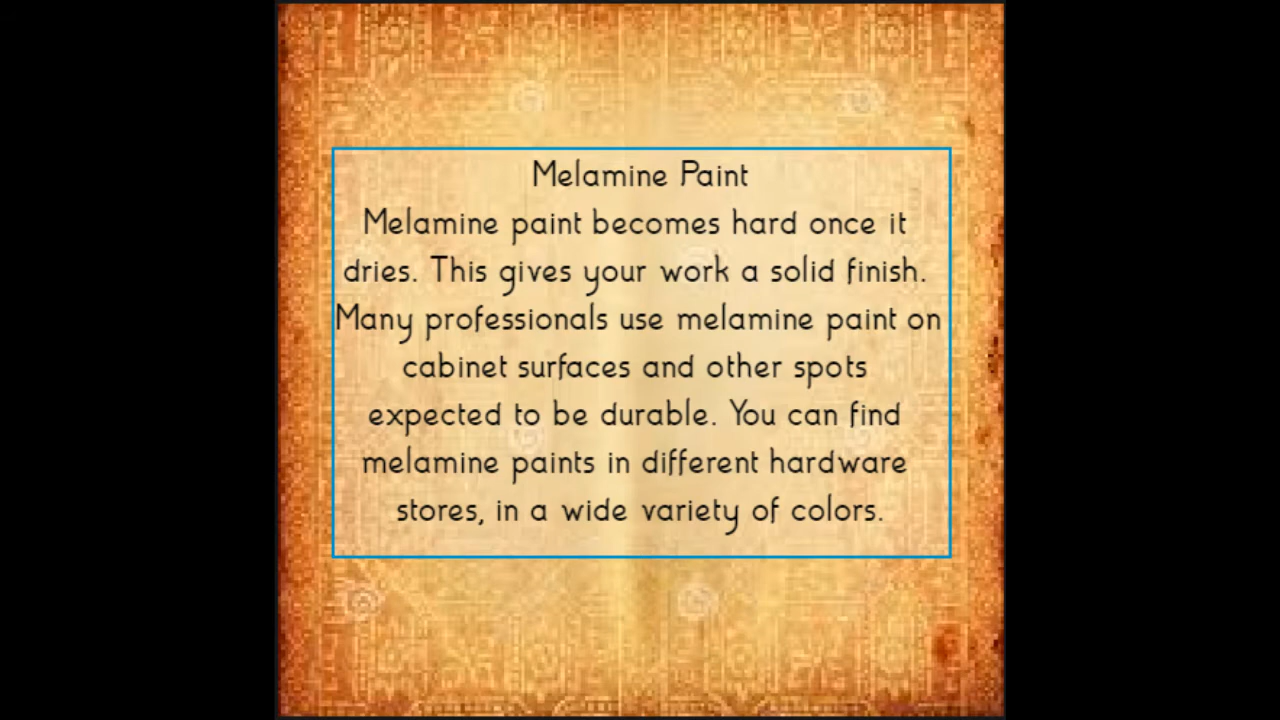 Melamine Paint
Melamine paint becomes hard once it
dries. This gives your work a solid finish.
Many professionals use melamine paint on
cabinet surfaces and other spots
expected to be durable. You can find
melamine paints in different hardware
stores, in a wide variety of colors.